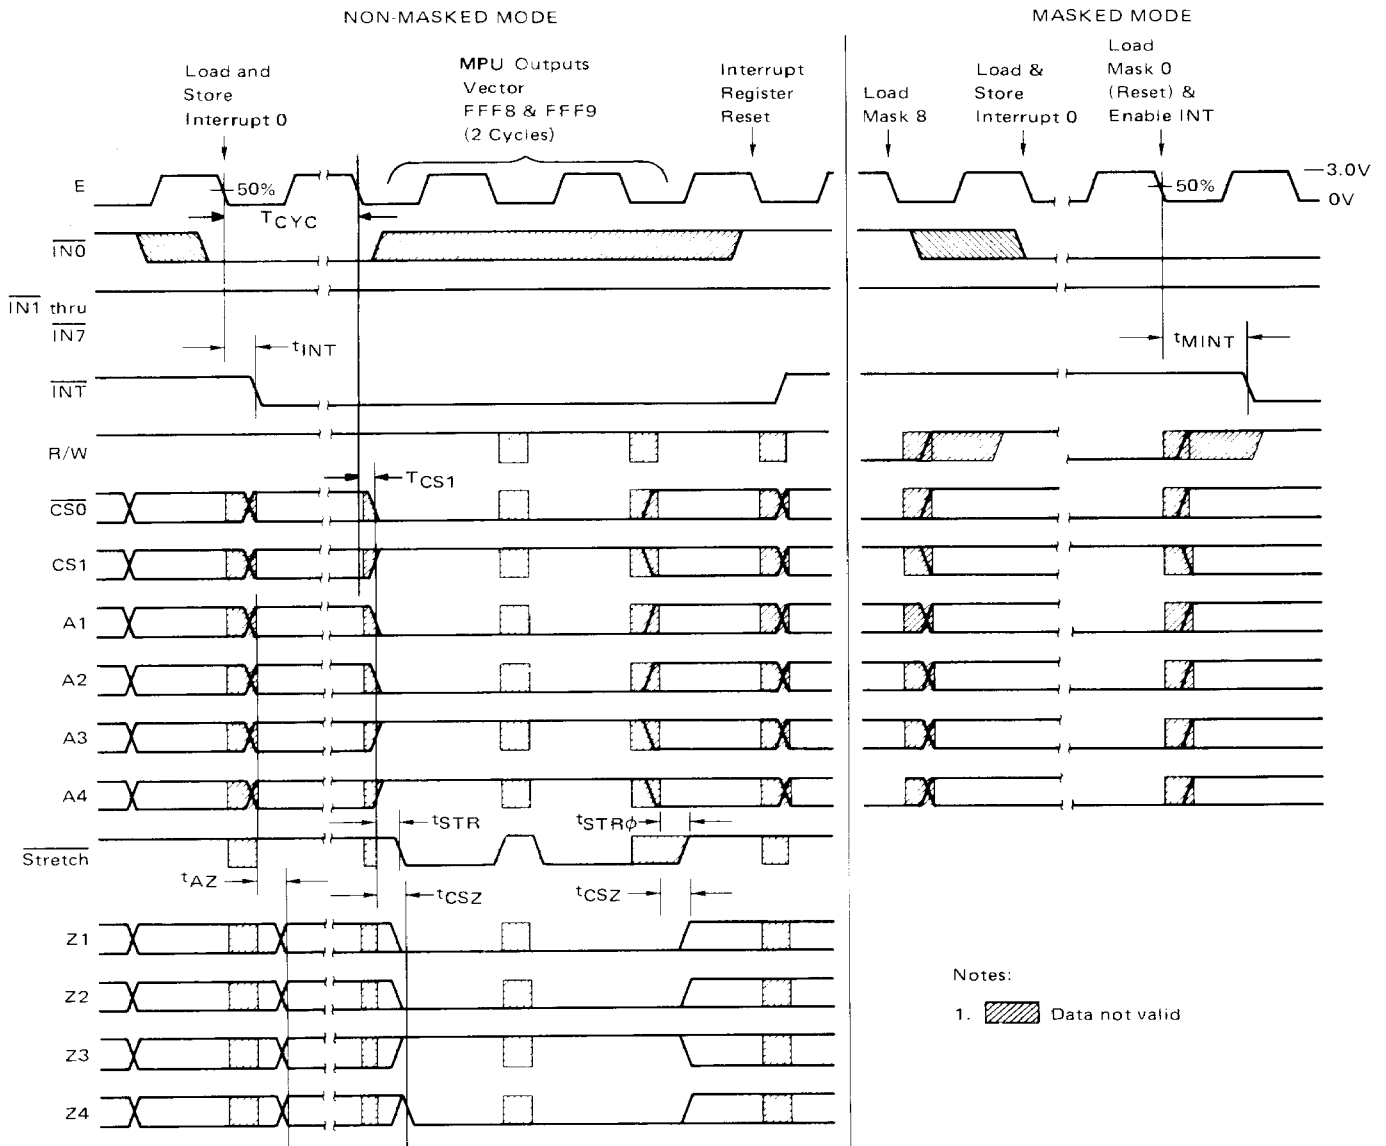 NON-MASKED MODE
MASKED MODE
Load and
Store
Interrupt 0
MPU Outputs
Vector
FFF8 & FFF9
(2 Cycles)
Interrupt
Register
Reset
Load
Mask 8
Load &
Store
Interrupt 0
Load
Mask 0
(Reset) &
Enable INT
E
50%
50%
3.0V
0V
TCYC
IN0
IN1 thru
IN7
tINT
tMINT
INT
R/W
TCS1
CS0
CS1
A1
A2
A3
A4
tSTR
tSTRϕ
Stretch
tAZ
tCSZ
tCSZ
Z1
Z2
Z3
Z4
Notes:
1. Data not valid